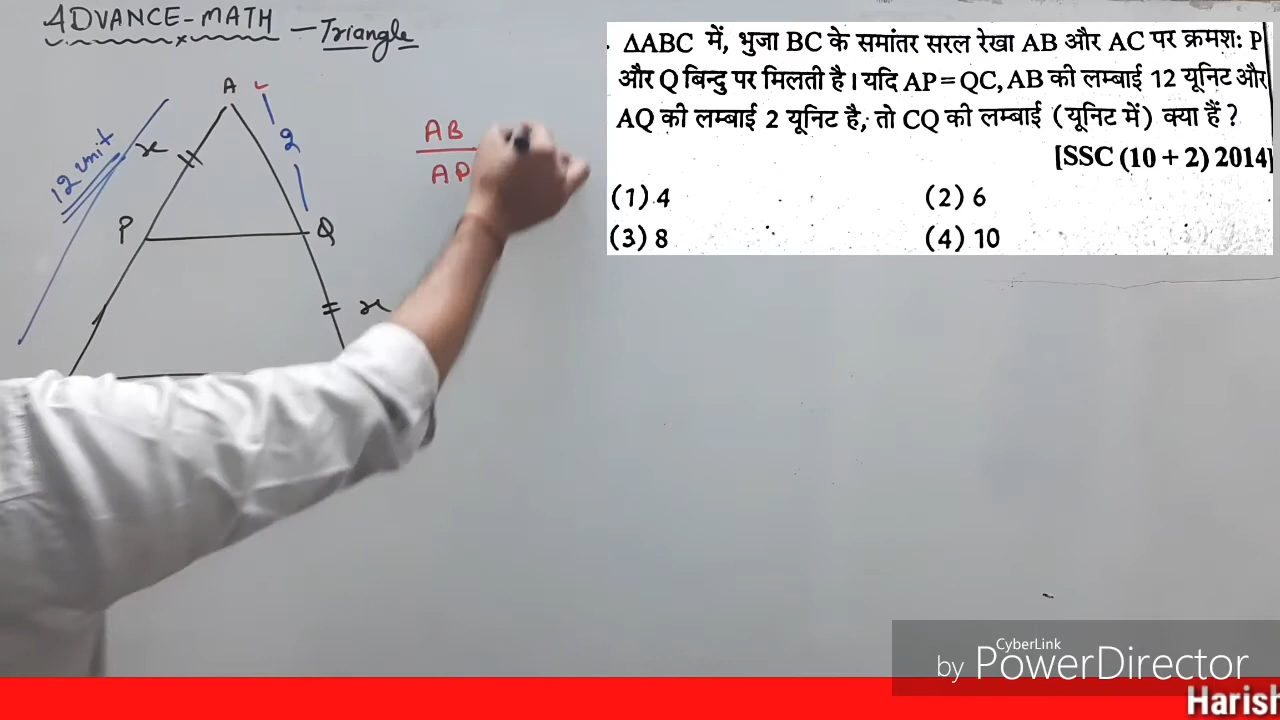 ADVANCE-MATH - Triangle
A
2
12 unit
x
P
Q
x
AB
AP
ΔABC में, भुजा BC के समांतर सरल रेखा AB और AC पर क्रमशः P
और Q बिन्दु पर मिलती है। यदि AP = QC, AB की लम्बाई 12 यूनिट और
AQ की लम्बाई 2 यूनिट है, तो CQ की लम्बाई (यूनिट में) क्या हैं ?
[SSC (10 + 2) 2014]
(1) 4 (2) 6
(3) 8 (4) 10
CyberLink
by PowerDirector
Harish